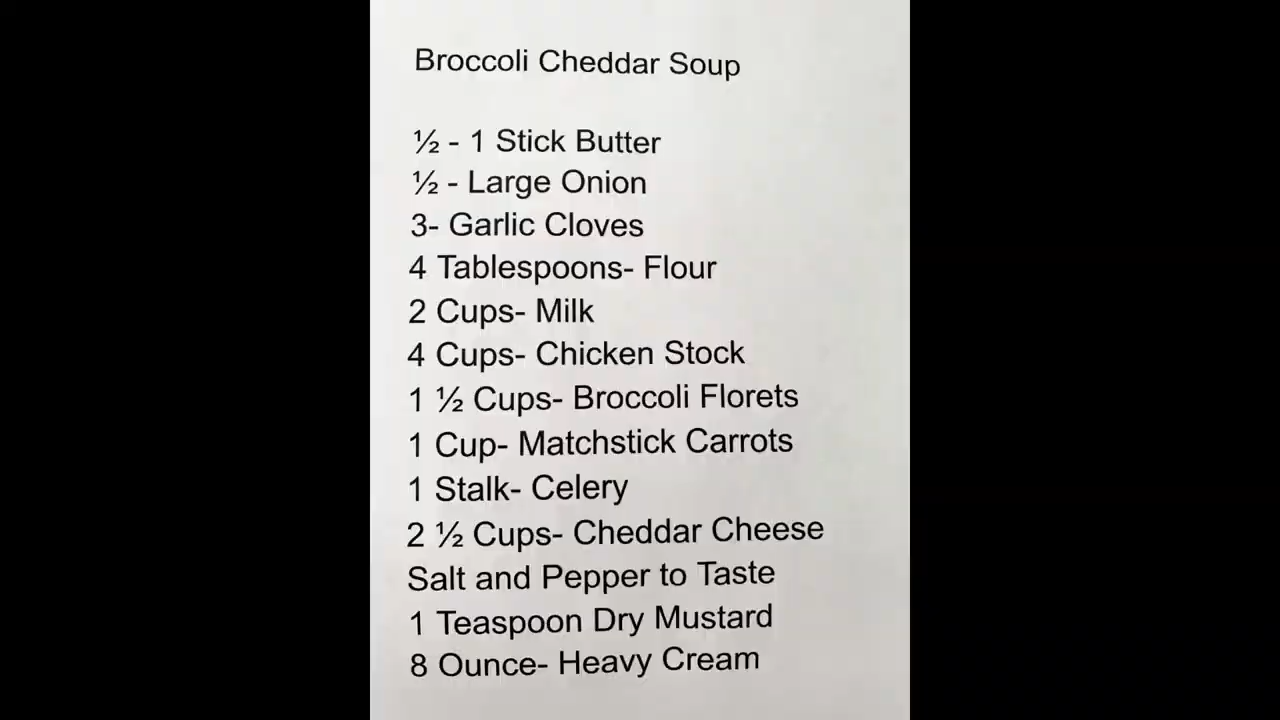 Broccoli Cheddar Soup
½ - 1 Stick Butter
½ - Large Onion
3- Garlic Cloves
4 Tablespoons- Flour
2 Cups- Milk
4 Cups- Chicken Stock
1 ½ Cups- Broccoli Florets
1 Cup- Matchstick Carrots
1 Stalk- Celery
2 ½ Cups- Cheddar Cheese
Salt and Pepper to Taste
1 Teaspoon Dry Mustard
8 Ounce- Heavy Cream